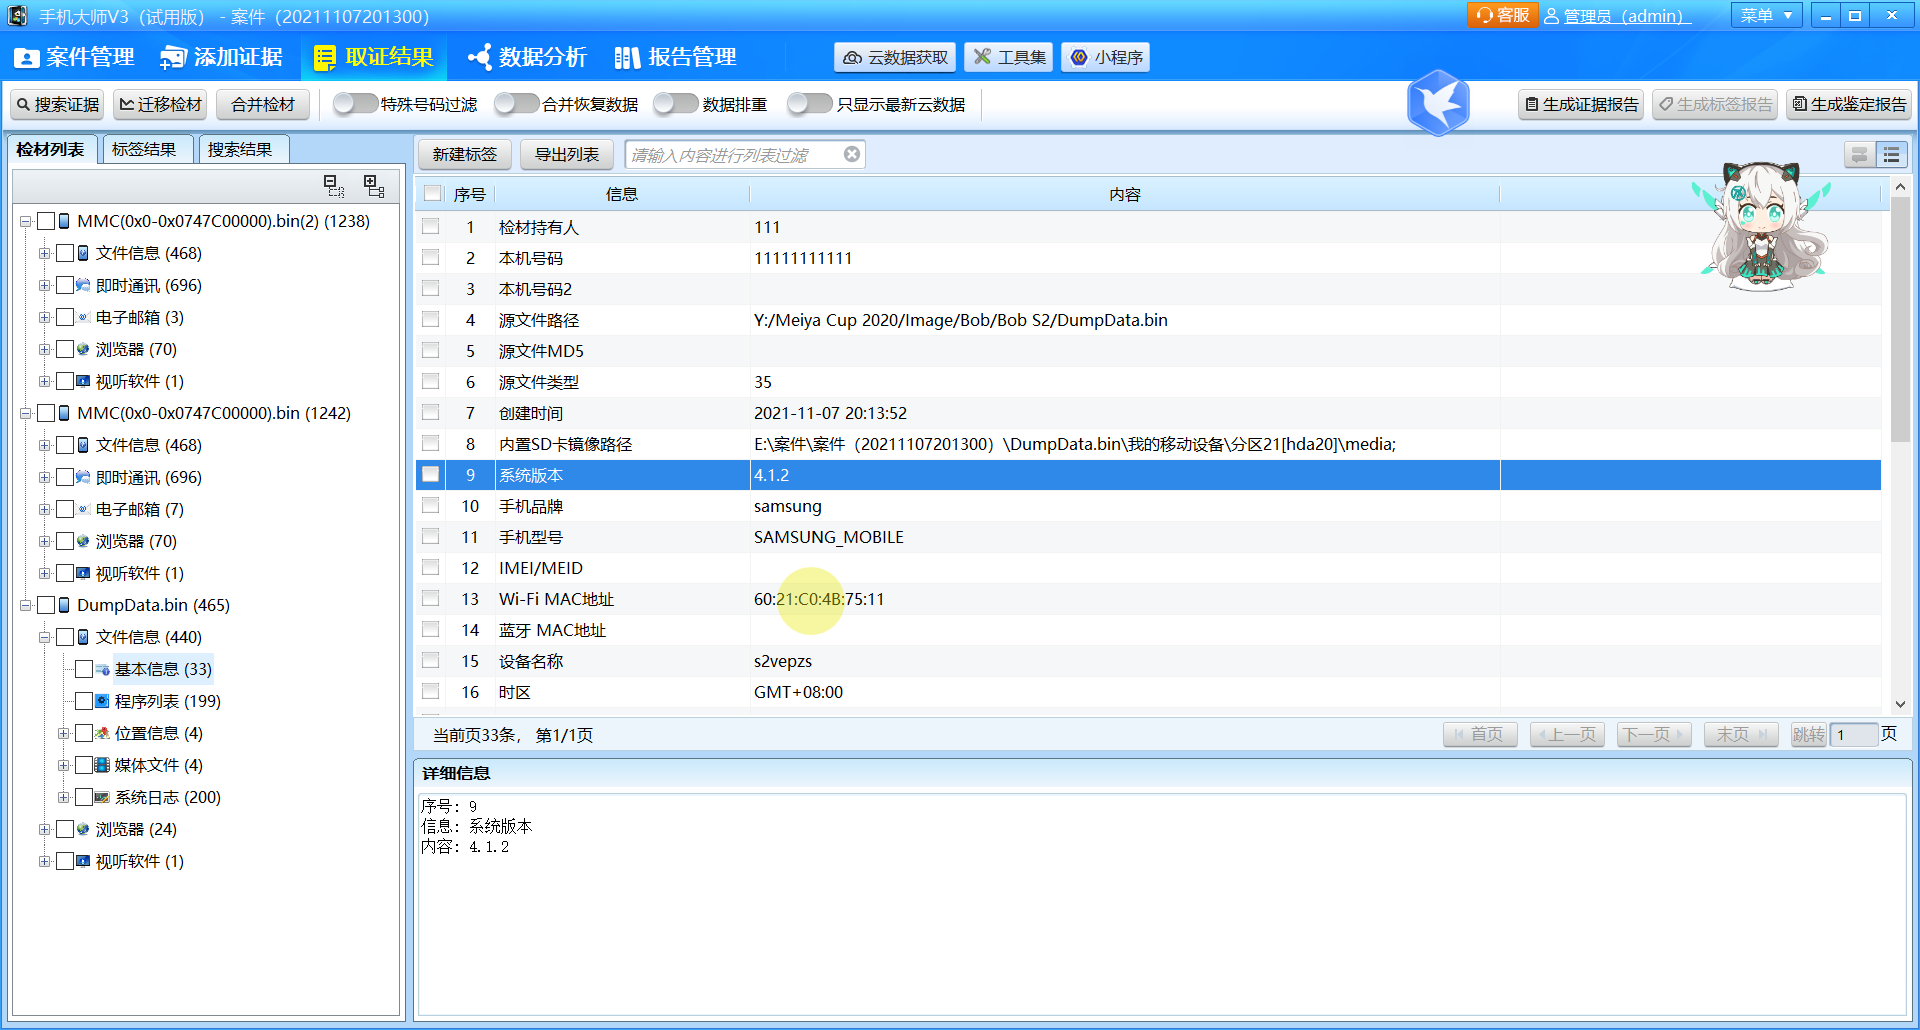 手机大师V3（试用版） - 案件（20211107201300）
客服 管理员（admin） 菜单
案件管理 添加证据 取证结果 数据分析 报告管理 云数据获取 工具集 小程序
搜索证据 迁移检材 合并检材 特殊号码过滤 合并恢复数据 数据排重 只显示最新云数据 生成证据报告 生成标签报告 生成鉴定报告
检材列表 标签结果 搜索结果
MMC(0x0-0x0747C00000).bin(2) (1238)
文件信息 (468)
即时通讯 (696)
电子邮箱 (3)
浏览器 (70)
视听软件 (1)
MMC(0x0-0x0747C00000).bin (1242)
文件信息 (468)
即时通讯 (696)
电子邮箱 (7)
浏览器 (70)
视听软件 (1)
DumpData.bin (465)
文件信息 (440)
基本信息 (33)
程序列表 (199)
位置信息 (4)
媒体文件 (4)
系统日志 (200)
浏览器 (24)
视听软件 (1)
新建标签 导出列表 请输入内容进行列表过滤
序号 信息 内容
1 检材持有人 111
2 本机号码 11111111111
3 本机号码2
4 源文件路径 Y:/Meiya Cup 2020/Image/Bob/Bob S2/DumpData.bin
5 源文件MD5
6 源文件类型 35
7 创建时间 2021-11-07 20:13:52
8 内置SD卡镜像路径 E:\案件\案件（20211107201300）\DumpData.bin\我的移动设备\分区21[hda20]\media;
9 系统版本 4.1.2
10 手机品牌 samsung
11 手机型号 SAMSUNG_MOBILE
12 IMEI/MEID
13 Wi-Fi MAC地址 60:21:C0:4B:75:11
14 蓝牙 MAC地址
15 设备名称 s2vepzs
16 时区 GMT+08:00
当前页33条， 第1/1页 首页 上一页 下一页 末页 跳转 1 页
详细信息
序号: 9
信息: 系统版本
内容: 4.1.2